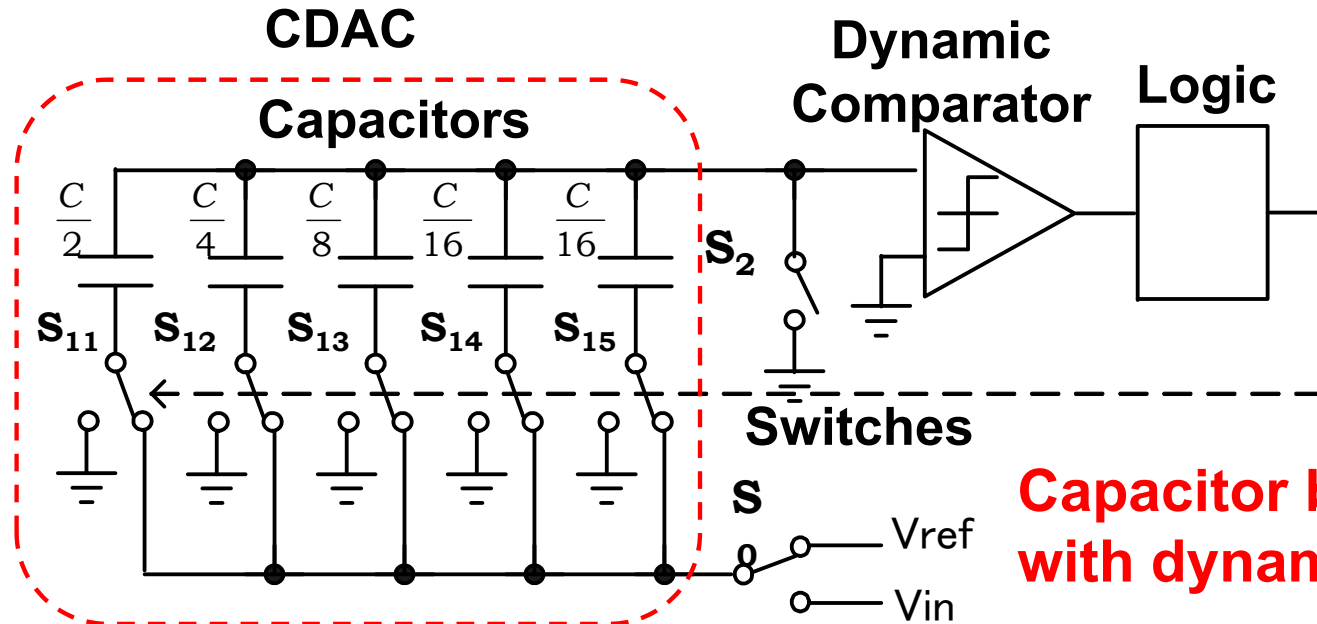 CDAC
Dynamic
Comparator
Logic
Capacitors
C/2 C/4 C/8 C/16 C/16
S₂
S₁₁ S₁₂ S₁₃ S₁₄ S₁₅
Switches
S₀
Vref
Vin
Capacitor
with dynam